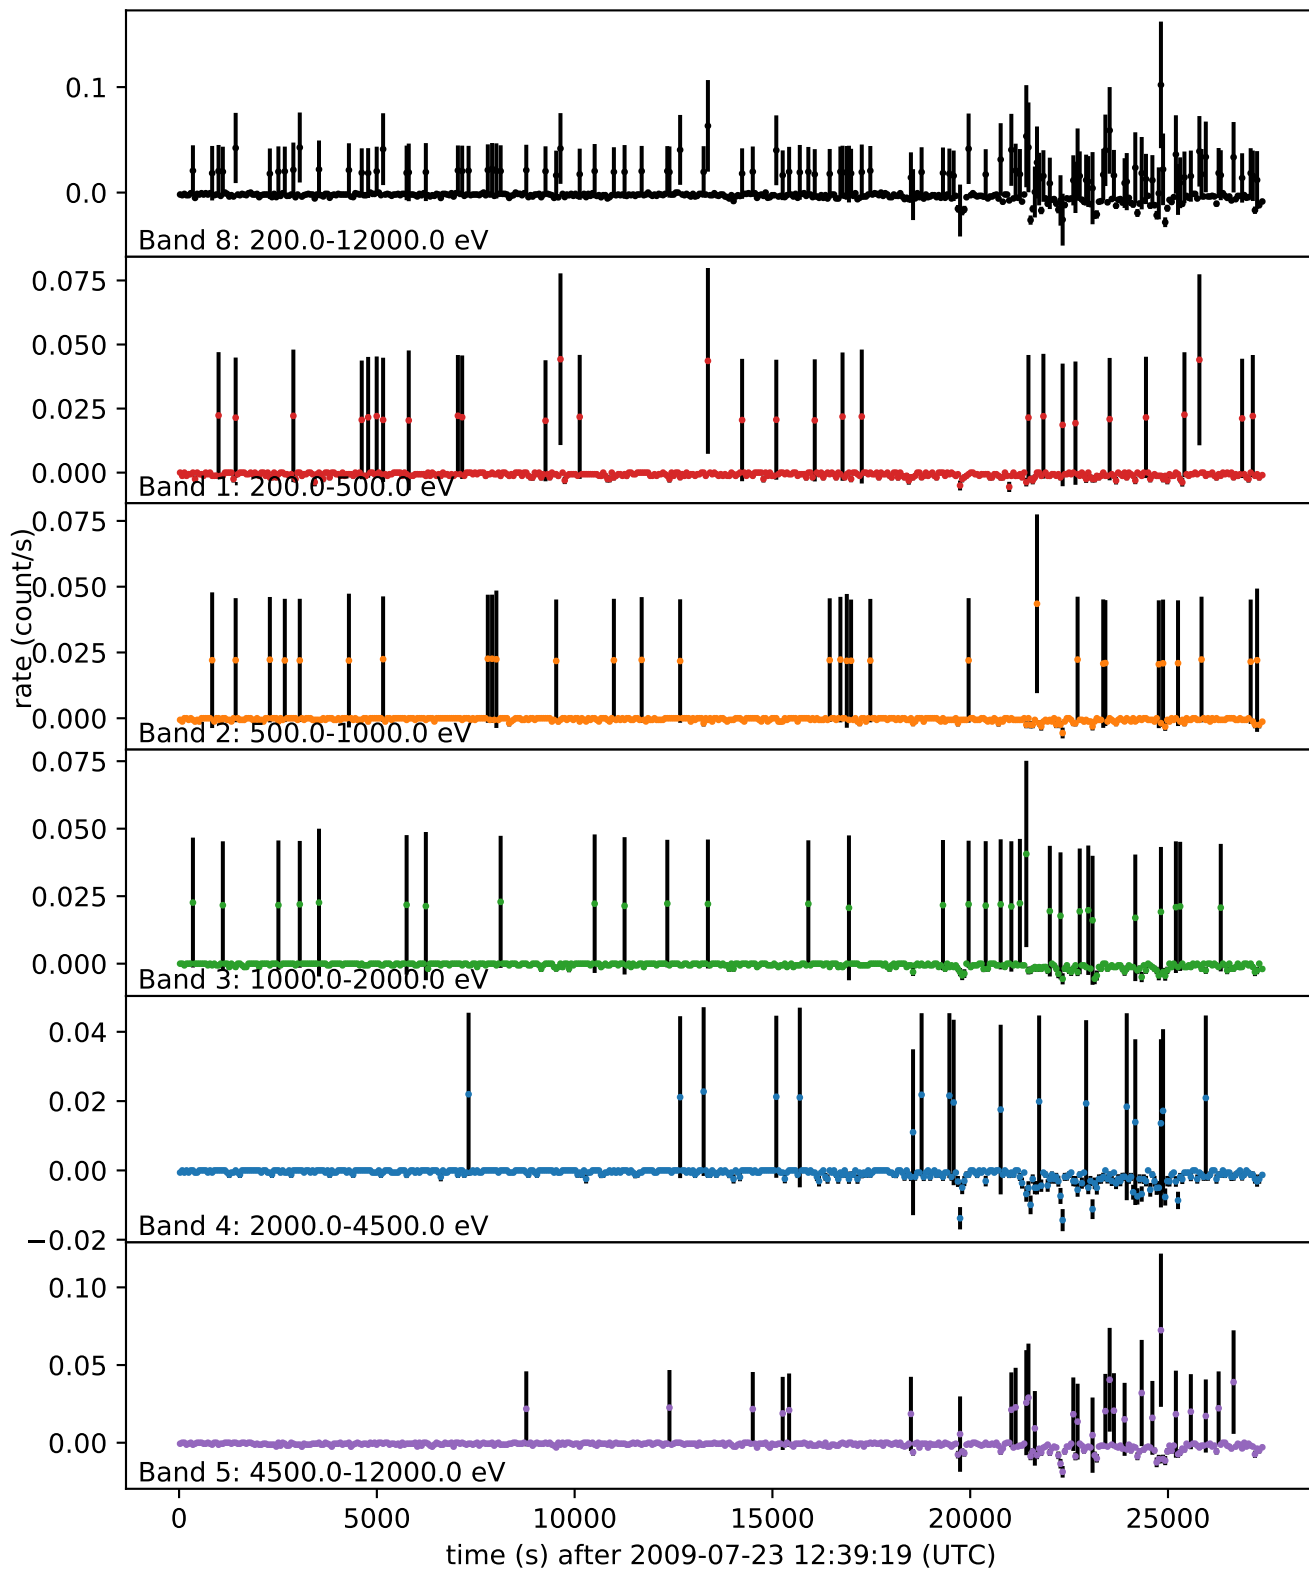 0.1
0.0
Band 8: 200.0-12000.0 eV
0.075
0.050
0.025
0.000
Band 1: 200.0-500.0 eV
rate (count/s)
0.075
0.050
0.025
0.000
Band 2: 500.0-1000.0 eV
0.075
0.050
0.025
0.000
Band 3: 1000.0-2000.0 eV
0.04
0.02
0.00
−0.02
Band 4: 2000.0-4500.0 eV
0.10
0.05
0.00
Band 5: 4500.0-12000.0 eV
0 5000 10000 15000 20000 25000
time (s) after 2009-07-23 12:39:19 (UTC)